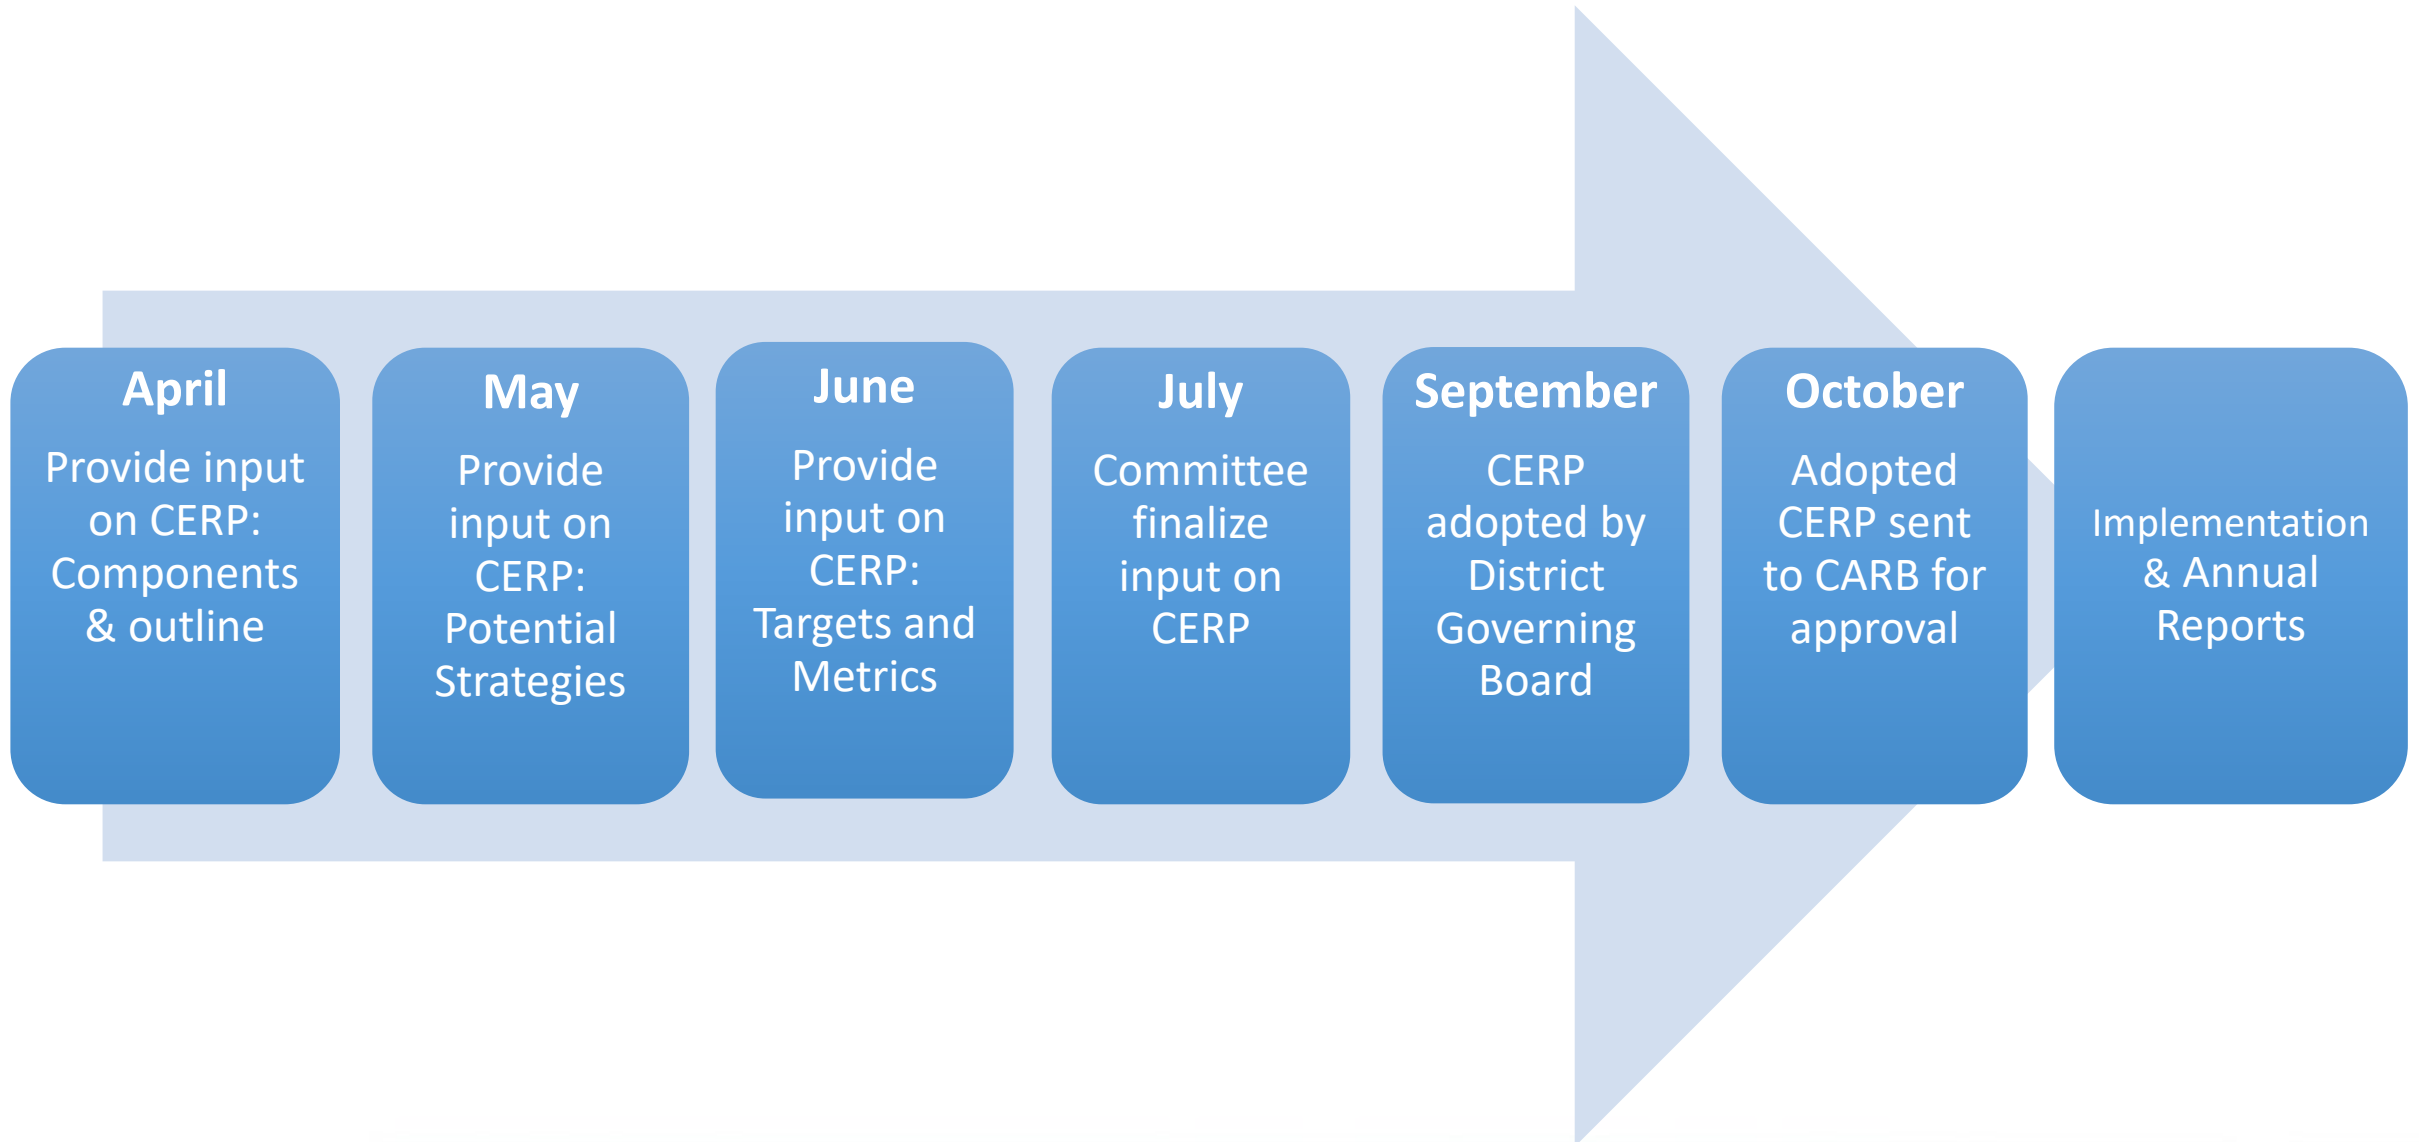 April
Provide input
on CERP:
Components
& outline
May
Provide
input on
CERP:
Potential
Strategies
June
Provide
input on
CERP:
Targets and
Metrics
July
Committee
finalize
input on
CERP
September
CERP
adopted by
District
Governing
Board
October
Adopted
CERP sent
to CARB for
approval
Implementation
& Annual
Reports